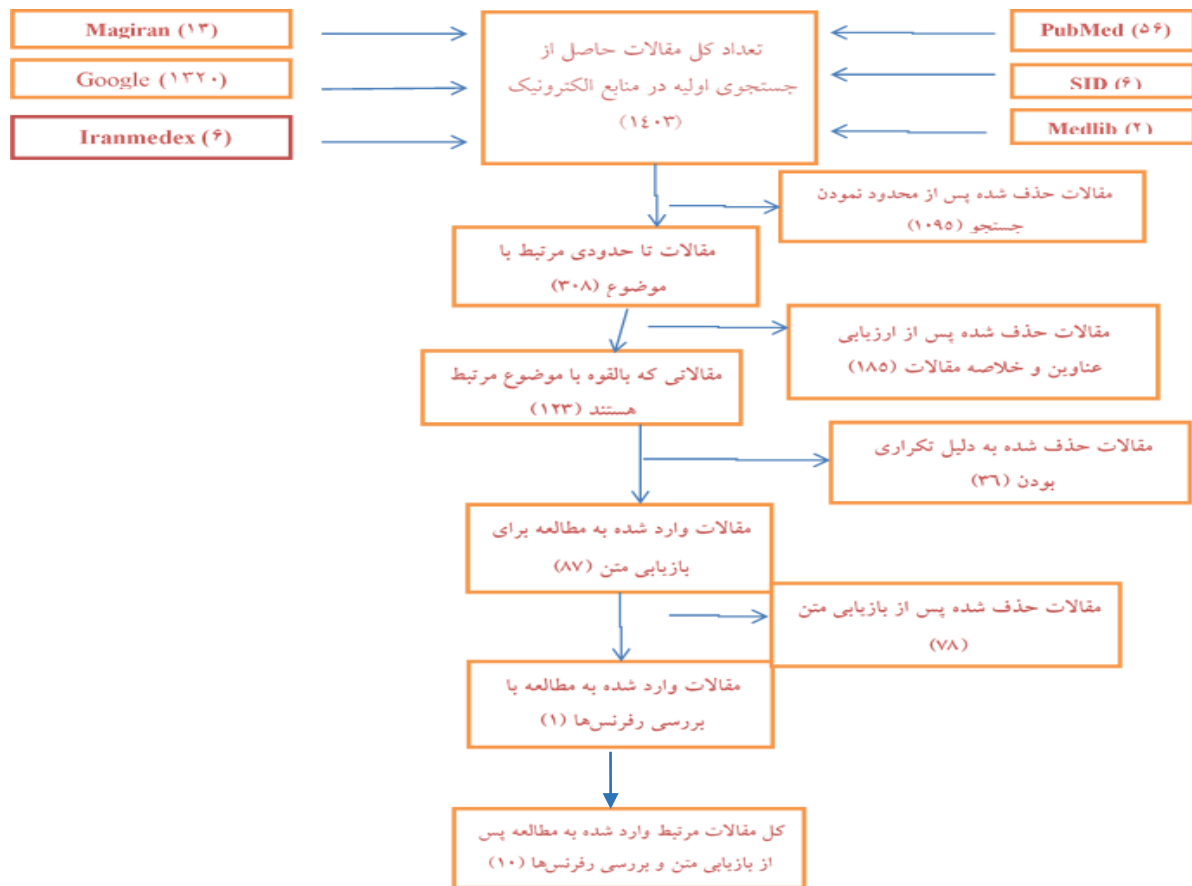 Magiran (۱۳)
Google (۱۳۲۰)
Iranmedex (۶)
تعداد کل مقالات حاصل از
جستجوی اولیه در منابع الکترونیک
(۱٤۰۳)
PubMed (۵۶)
SID (۶)
Medlib (۲)
مقالات حذف شده پس از محدود نمودن
جستجو (۱۰۹۵)
مقالات تا حدودی مرتبط با
موضوع (۳۰۸)
مقالات حذف شده پس از ارزیابی
عناوین و خلاصه مقالات (۱۸۵)
مقالاتی که بالقوه با موضوع مرتبط
هستند (۱۲۳)
مقالات حذف شده به دلیل تکراری
بودن (۳٦)
مقالات وارد شده به مطالعه برای
بازیابی متن (۸۷)
مقالات حذف شده پس از بازیابی متن
(۷۸)
مقالات وارد شده به مطالعه با
بررسی رفرنس‌ها (۱)
کل مقالات مرتبط وارد شده به مطالعه پس
از بازیابی متن و بررسی رفرنس‌ها (۱۰)